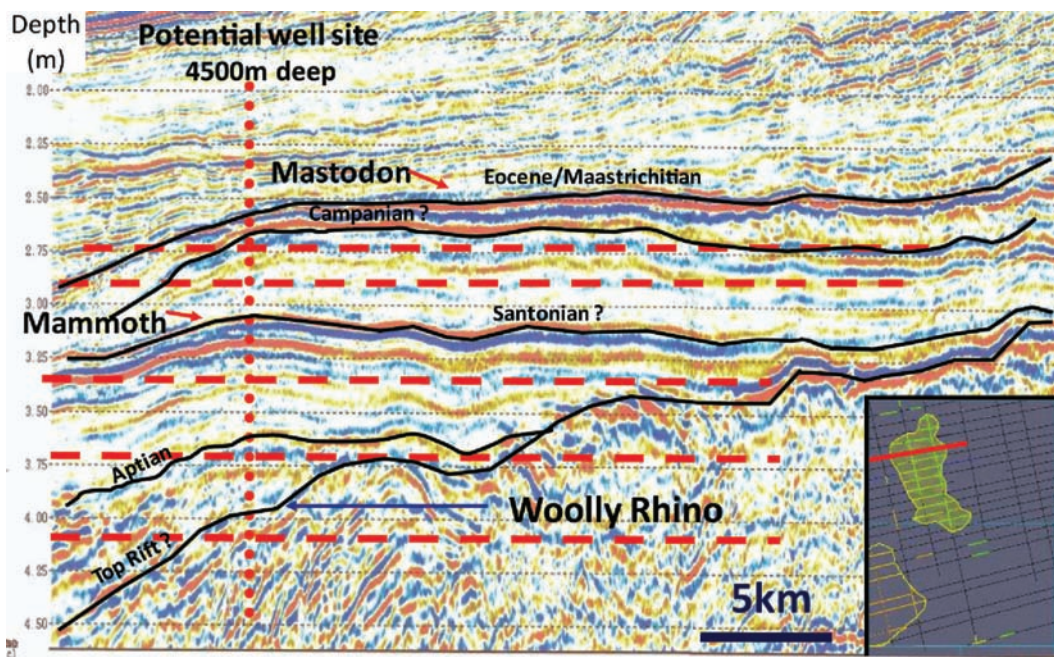 Depth
(m)
Potential well site
4500m deep
2.00
2.25
Mastodon
Eocene/Maastrichitian
2.50
Campanian ?
2.75
3.00
Mammoth
Santonian ?
3.25
3.50
Aptian
3.75
Woolly Rhino
4.00
Top Rift ?
4.25
5km
4.50